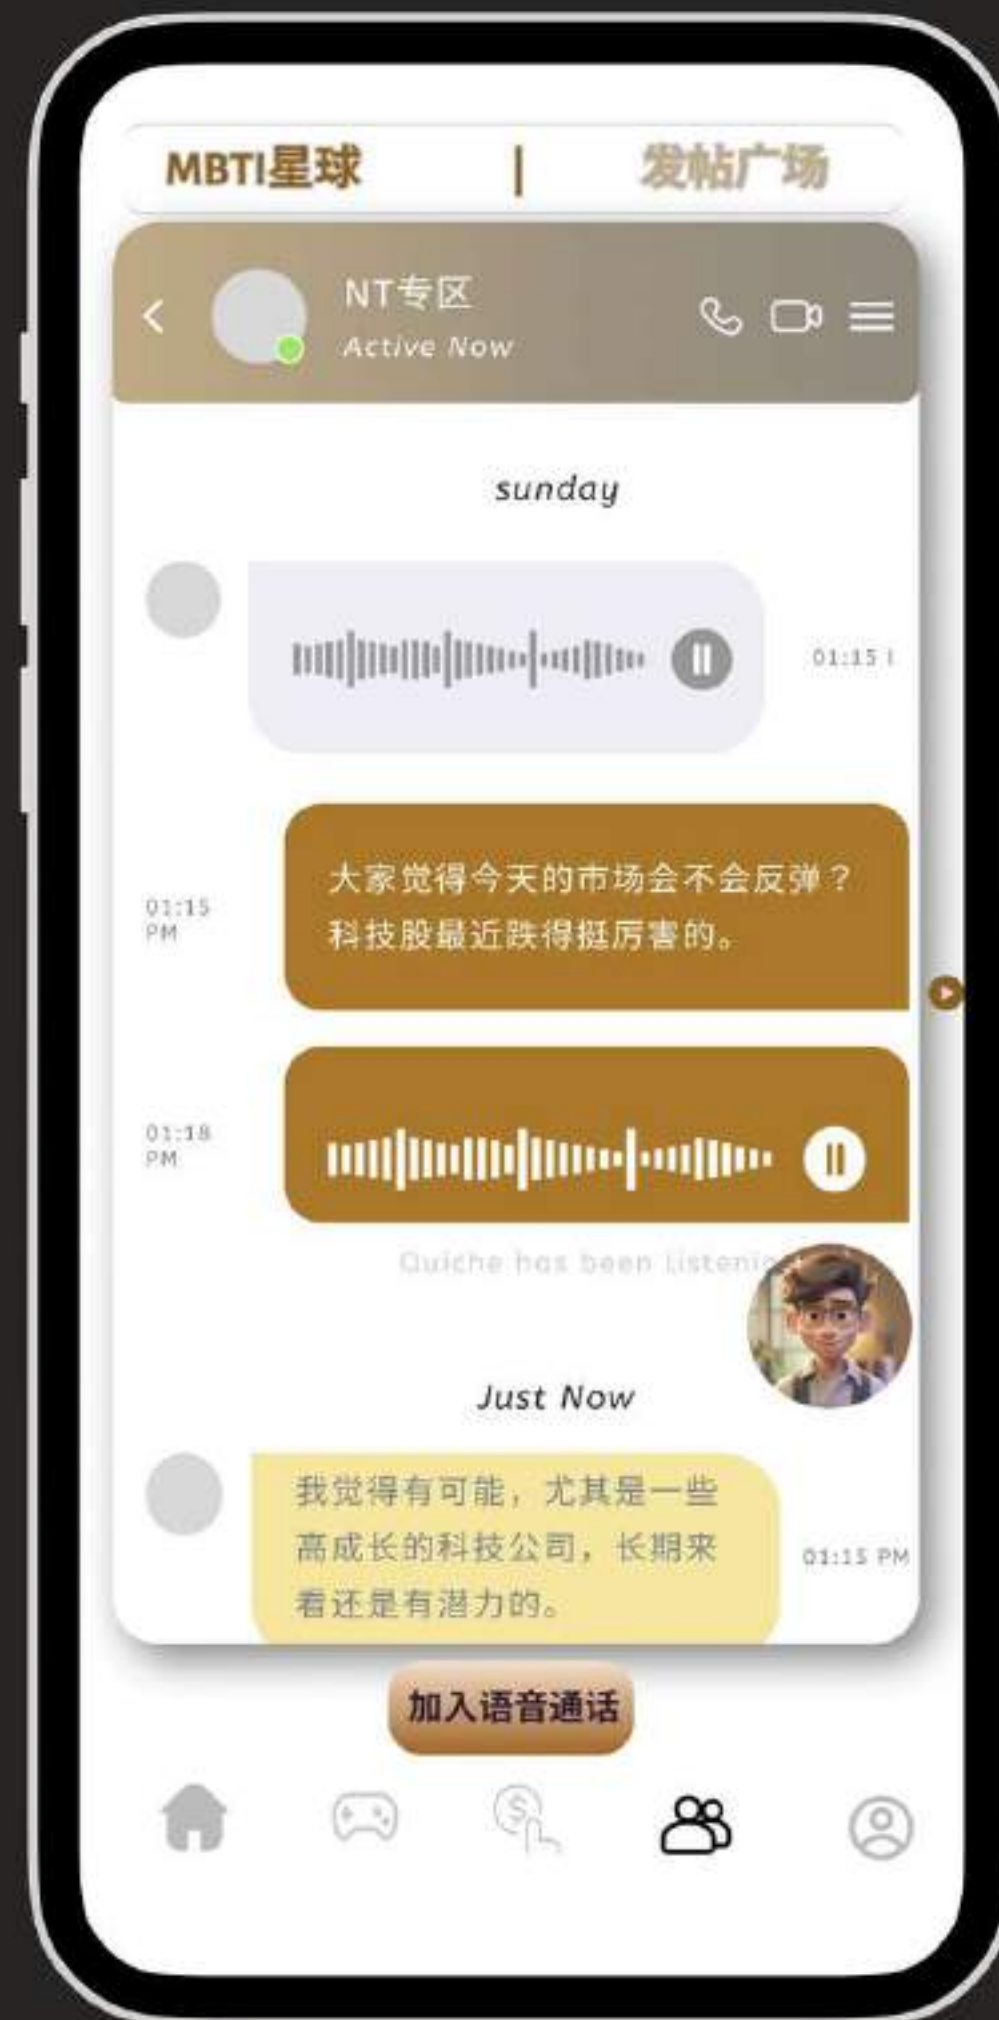 MBTI星球 | 发帖广场
NT专区
Active Now
sunday
01:15
大家觉得今天的市场会不会反弹？
科技股最近跌得挺厉害的。
01:15
PM
01:18
PM
Quiche has been Listenin
Just Now
我觉得有可能，尤其是一些
高成长的科技公司，长期来
看还是有潜力的。
01:15 PM
加入语音通话